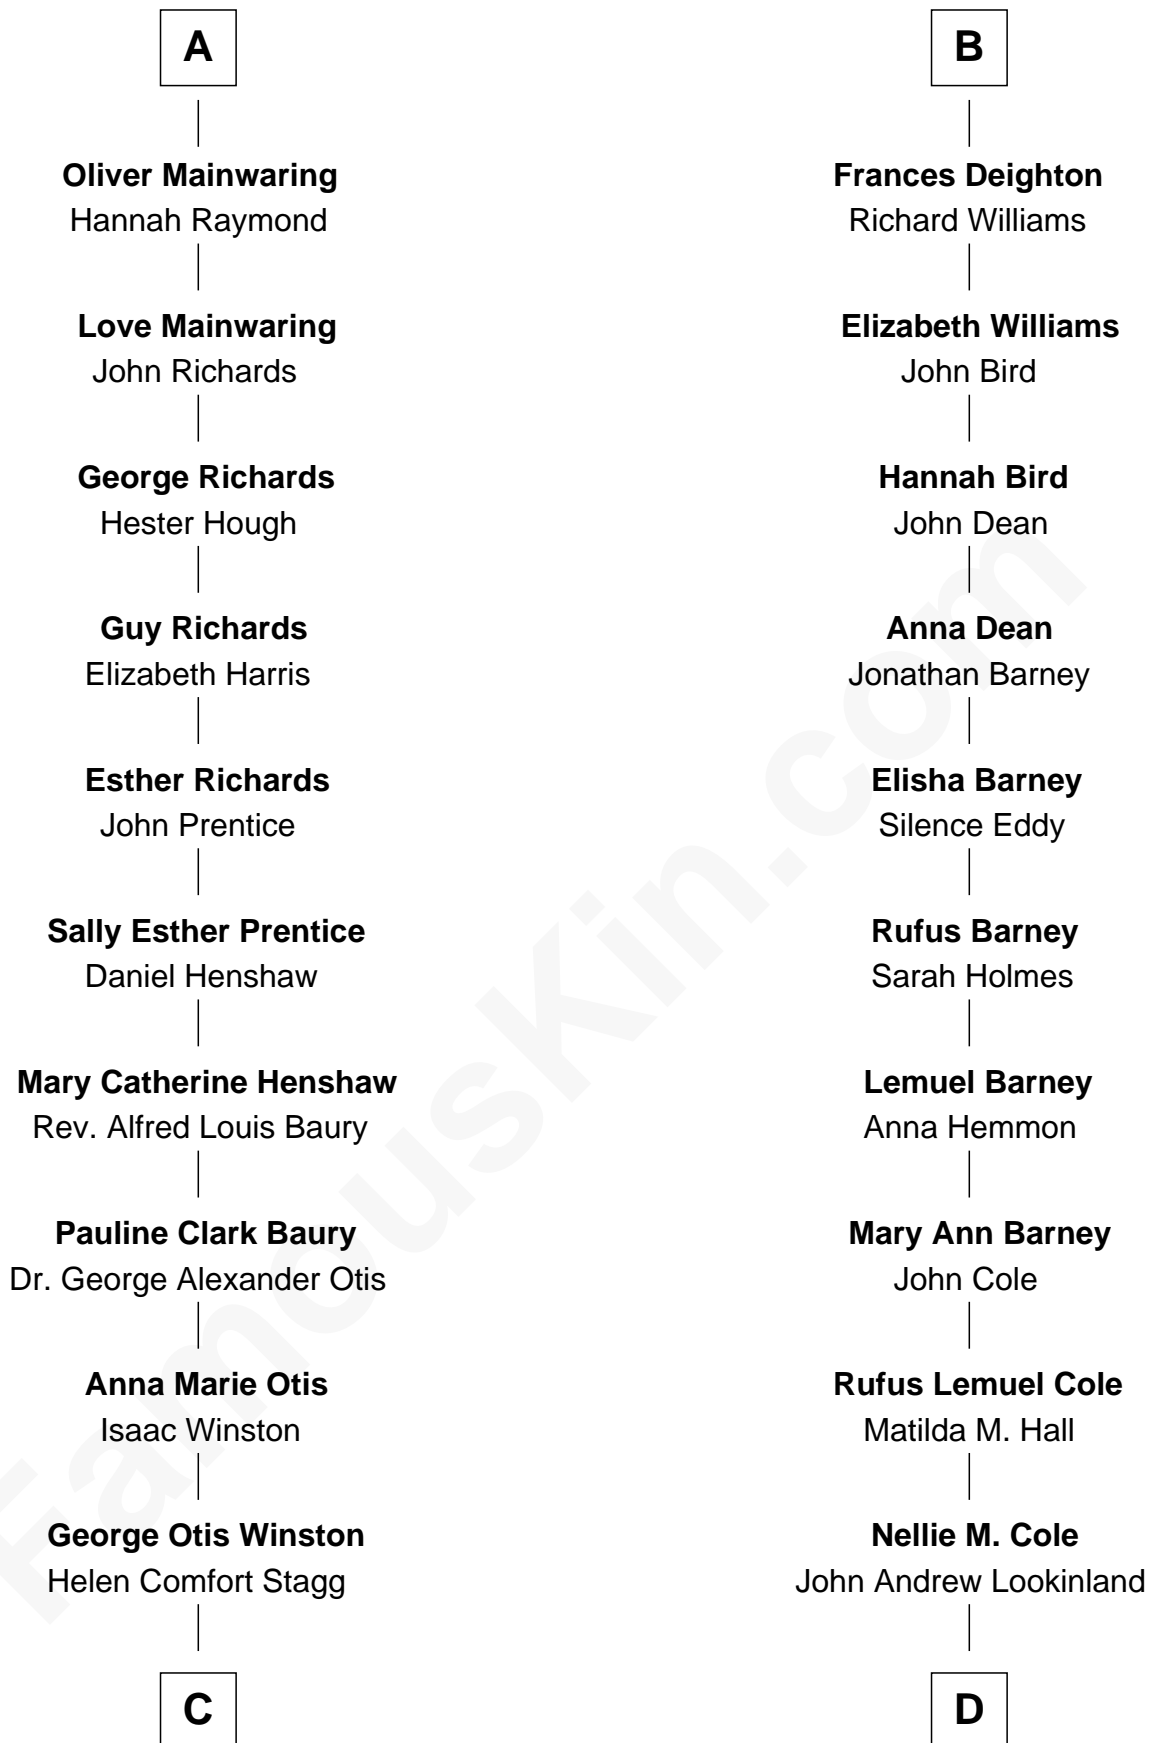 A
Oliver Mainwaring
Hannah Raymond
Love Mainwaring
John Richards
George Richards
Hester Hough
Guy Richards
Elizabeth Harris
Esther Richards
John Prentice
Sally Esther Prentice
Daniel Henshaw
Mary Catherine Henshaw
Rev. Alfred Louis Baury
Pauline Clark Baury
Dr. George Alexander Otis
Anna Marie Otis
Isaac Winston
George Otis Winston
Helen Comfort Stagg
C
B
Frances Deighton
Richard Williams
Elizabeth Williams
John Bird
Hannah Bird
John Dean
Anna Dean
Jonathan Barney
Elisha Barney
Silence Eddy
Rufus Barney
Sarah Holmes
Lemuel Barney
Anna Hemmon
Mary Ann Barney
John Cole
Rufus Lemuel Cole
Matilda M. Hall
Nellie M. Cole
John Andrew Lookinland
D
FamousKin.com